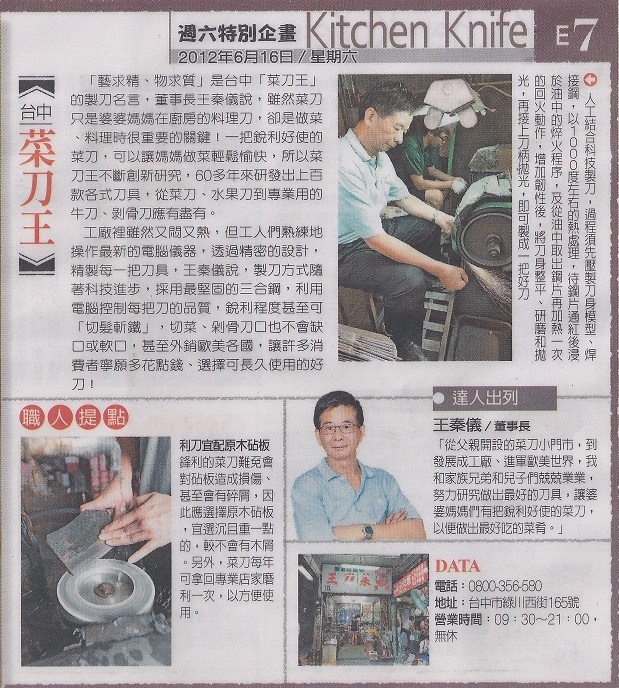 週六特別企畫 Kitchen Knife E7
2012年6月16日/星期六
台中 菜刀王
「藝求精、物求質」是台中「菜刀王」
的製刀名言，董事長王秦儀說，雖然菜刀
只是婆婆媽媽在廚房的料理刀，卻是做菜
、料理時很重要的關鍵！一把銳利好使的
菜刀，可以讓媽媽做菜輕鬆愉快，所以菜
刀王不斷創新研究，60多年來研發出上百
款各式刀具，從菜刀、水果刀到專業用的
牛刀、剝骨刀應有盡有。
工廠裡雖然又悶又熱，但工人們熟練地
操作最新的電腦儀器，透過精密的設計，
精製每一把刀具，王秦儀說，製刀方式隨
著科技進步，採用最堅固的三合鋼，利用
電腦控制每把刀的品質，銳利程度甚至可
「切髮斬鐵」，切菜、剁骨刀口也不會缺
口或軟口，甚至外銷歐美各國，讓許多消
費者寧願多花點錢、選擇可長久使用的好
刀！
人工結合科技製刀，過程須先壓製刀身模型、焊
接鋼，以1000度左右的熱處理，待鋼片通紅後浸
於油中的焠火程序，及從油中取出鋼片再加熱一次
的回火動作，增加韌性後，將刀身整平、研磨和拋
光，再接上刀柄拋光，即可製成一把好刀
職人提點
利刀宜配原木砧板
鋒利的菜刀難免會
對砧板造成損傷、
甚至會有碎屑，因
此應選擇原木砧板
，宜選沉且重一點
的，較不會有木屑
。另外，菜刀每年
可拿回專業店家磨
利一次，以方便使
用。
達人出列
王秦儀/董事長
「從父親開設的菜刀小門市，到
發展成工廠、進軍歐美世界，我
和家族兄弟和兒子們兢兢業業，
努力研究做出最好的刀具，讓婆
婆媽媽們有把銳利好使的菜刀，
以便做出最好吃的菜肴。」
王刀菜
DATA
電話：0800-356-580
地址：台中市綠川西街165號
營業時間：09：30～21：00，
無休